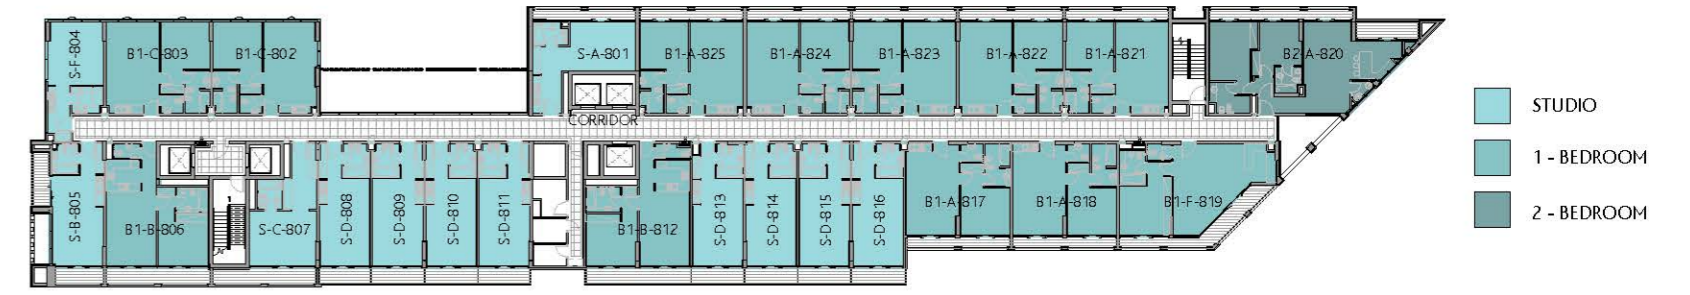 S-F-804
B1-C-803
B1-C-802
S-A-801
B1-A-825
B1-A-824
B1-A-823
B1-A-822
B1-A-821
B2-A-820
CORRIDOR
S-B-805
B1-B-806
S-C-807
S-D-808
S-D-809
S-D-810
S-D-811
B1-B-812
S-D-813
S-D-814
S-D-815
S-D-816
B1-A-817
B1-A-818
B1-F-819
STUDIO
1 - BEDROOM
2 - BEDROOM